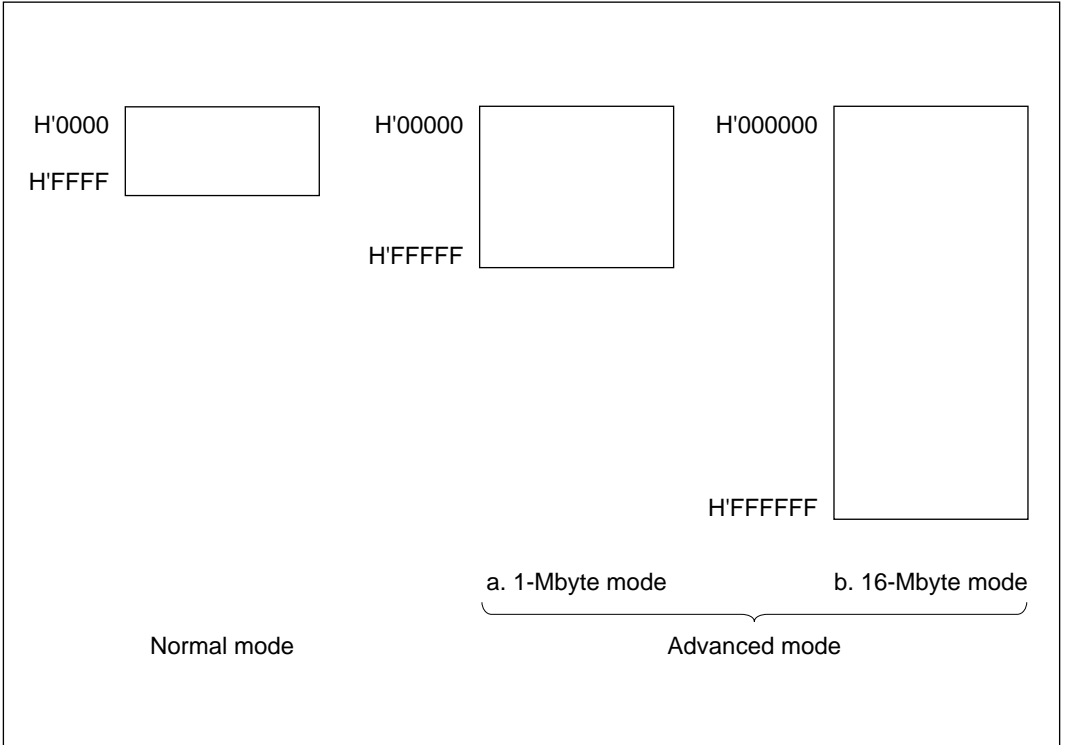 H'0000
H'FFFF
H'00000
H'FFFFF
H'000000
H'FFFFFF
a. 1-Mbyte mode
b. 16-Mbyte mode
Normal mode
Advanced mode